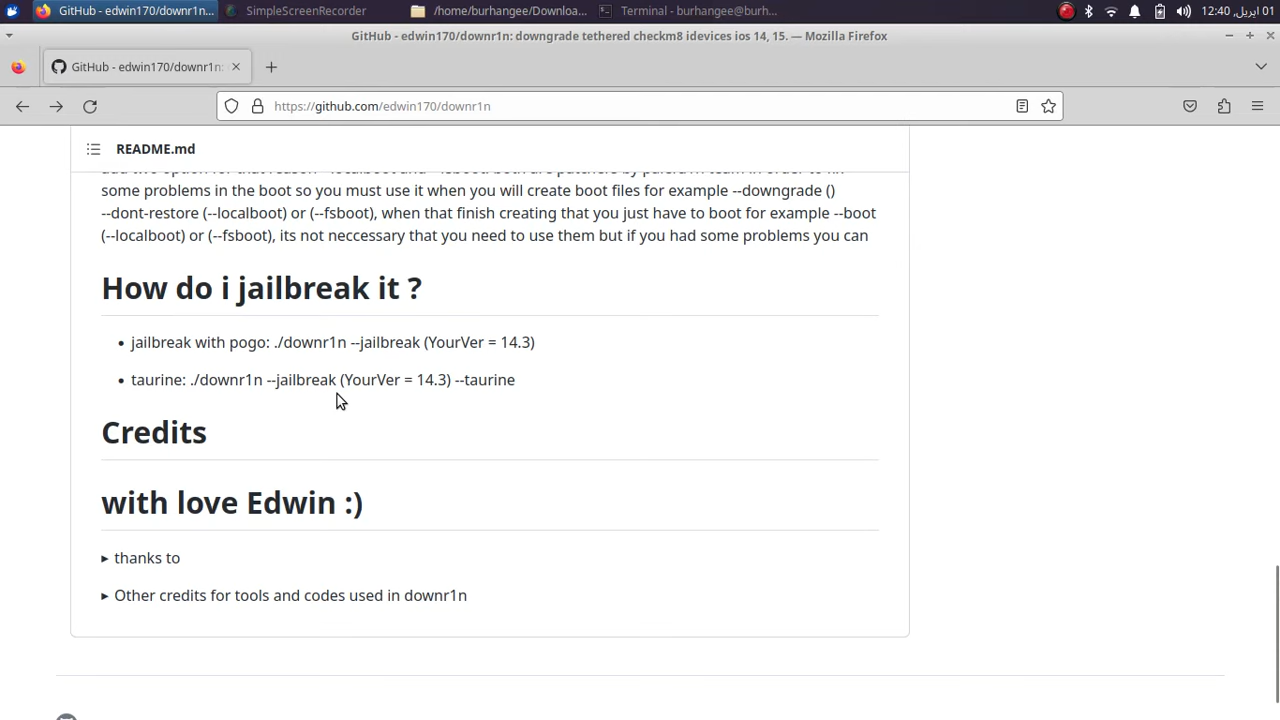 GitHub - edwin170/downr1n...
SimpleScreenRecorder
/home/burhangee/Downloa...
Terminal - burhangee@burh...
01 ابريل, 12:40
GitHub - edwin170/downr1n: downgrade tethered checkm8 idevices ios 14, 15. — Mozilla Firefox
GitHub - edwin170/downr1n:
https://github.com/edwin170/downr1n
README.md
some problems in the boot so you must use it when you will create boot files for example --downgrade ()
--dont-restore (--localboot) or (--fsboot), when that finish creating that you just have to boot for example --boot
(--localboot) or (--fsboot), its not neccessary that you need to use them but if you had some problems you can
How do i jailbreak it ?
• jailbreak with pogo: ./downr1n --jailbreak (YourVer = 14.3)
• taurine: ./downr1n --jailbreak (YourVer = 14.3) --taurine
Credits
with love Edwin :)
▸ thanks to
▸ Other credits for tools and codes used in downr1n